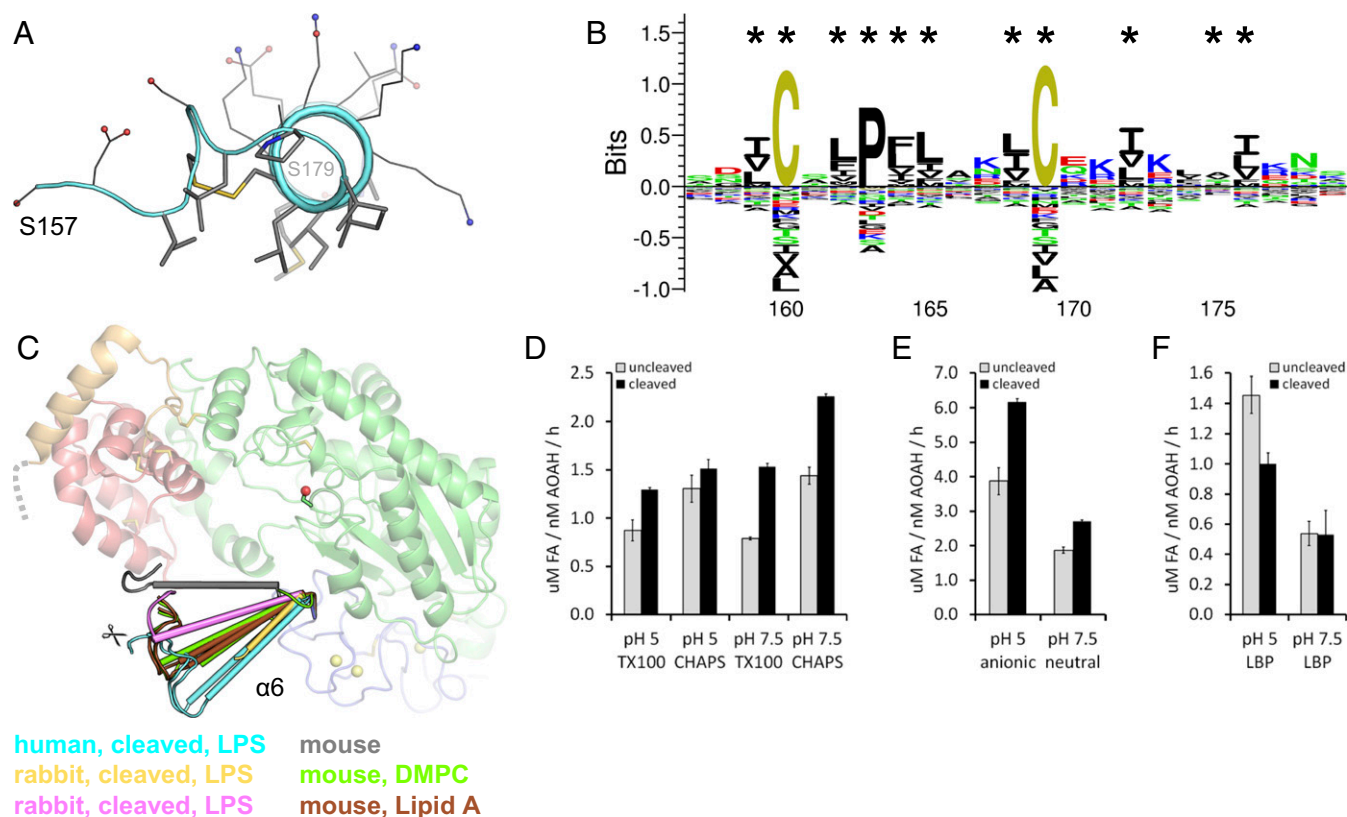 A
S157
S179
B
Bits
1.5
1.0
0.5
0.0
-0.5
-1.0
* * * * * * * * * * *
160 165 170 175
C
α6
human, cleaved, LPS
rabbit, cleaved, LPS
rabbit, cleaved, LPS
mouse
mouse, DMPC
mouse, Lipid A
D
uncleaved
cleaved
uM FA / nM AOAH / h
2.5
2.0
1.5
1.0
0.5
0.0
pH 5 pH 5 pH 7.5 pH 7.5
TX100 CHAPS TX100 CHAPS
E
uncleaved
cleaved
uM FA / nM AOAH / h
7.0
6.0
5.0
4.0
3.0
2.0
1.0
0.0
pH 5 pH 7.5
anionic neutral
F
uncleaved
cleaved
uM FA / nM AOAH / h
1.6
1.4
1.2
1.0
0.8
0.6
0.4
0.2
0.0
pH 5 pH 7.5
LBP LBP